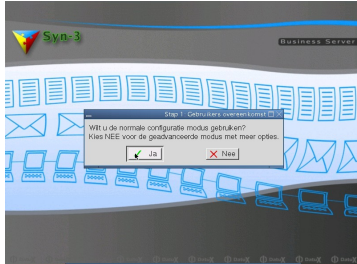 Syn-3
Business Server
Stap 1: Gebruikers overeenkomst
Wilt u de normale configuratie modus gebruiken?
Kies NEE voor de geadvanceerde modus met meer opties.
Ja
Nee